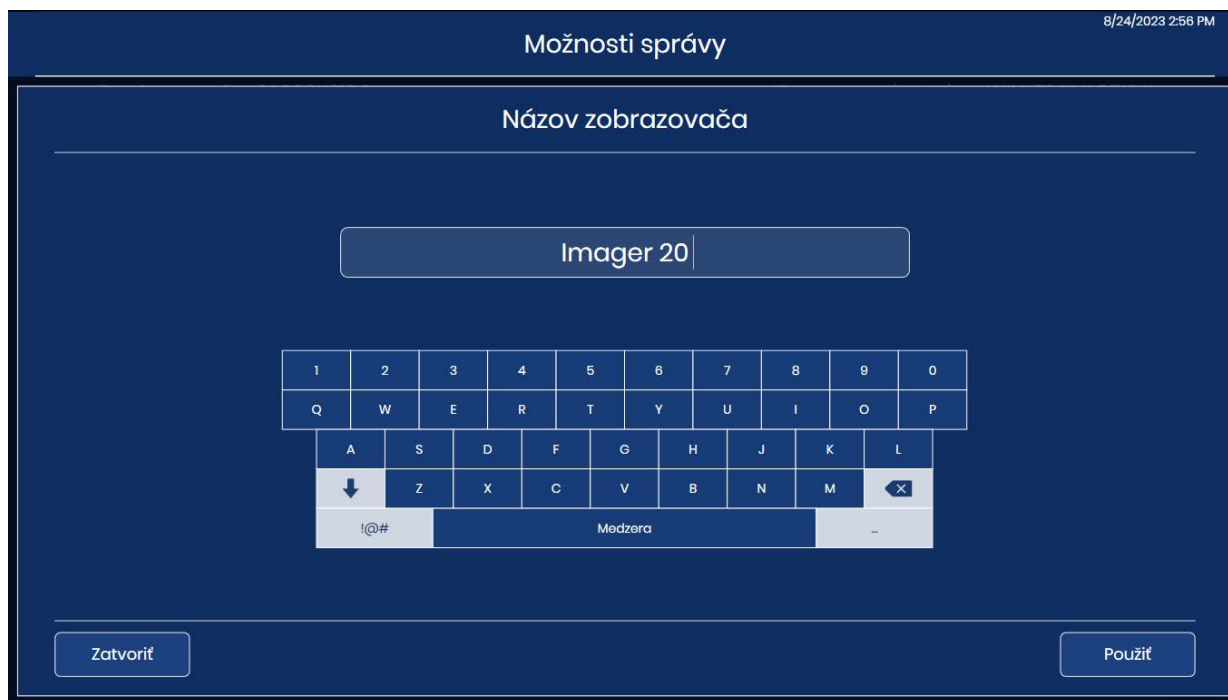 8/24/2023 2:56 PM
Možnosti správy
Názov zobrazovača
Imager 20
1 2 3 4 5 6 7 8 9 0
Q W E R T Y U I O P
A S D F G H J K L
Z X C V B N M
!@# Medzera _
Zatvoriť Použiť